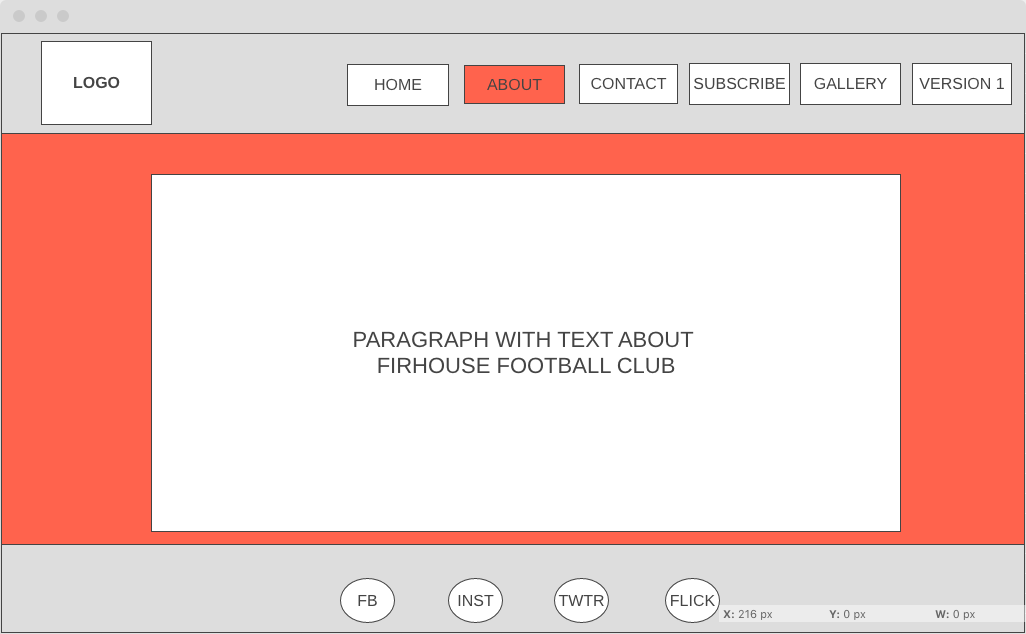 LOGO
HOME
ABOUT
CONTACT
SUBSCRIBE
GALLERY
VERSION 1
PARAGRAPH WITH TEXT ABOUT
FIRHOUSE FOOTBALL CLUB
FB
INST
TWTR
FLICK
X: 216 px Y: 0 px W: 0 px